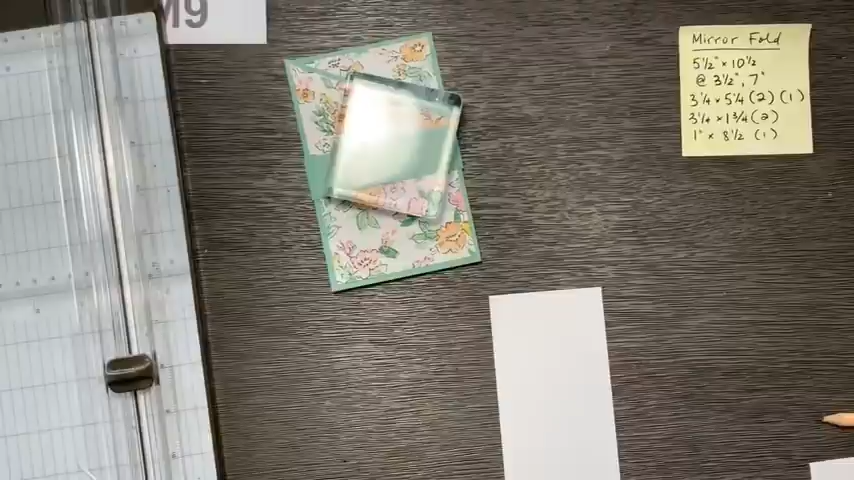 M9
Mirror Fold
5½" × 10½
@ 3½", 7"
3¼ × 5¼ (2) (1)
3¼ × 1¾ (2)
1" × 8½ (1)